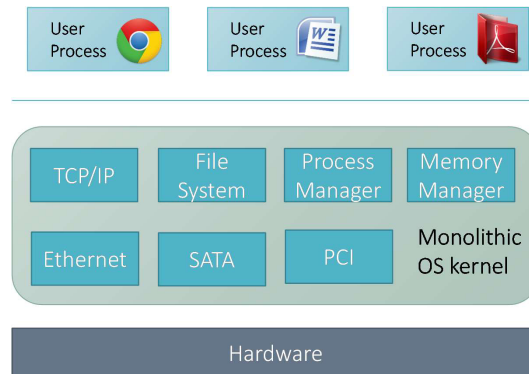 User
Process
User
Process
W
User
Process
TCP/IP
File
System
Process
Manager
Memory
Manager
Ethernet
SATA
PCI
Monolithic
OS kernel
Hardware